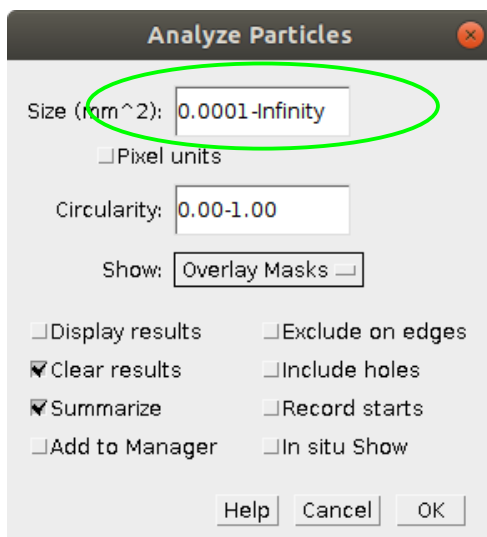 Analyze Particles
Size (mm^2): 0.0001-Infinity
Pixel units
Circularity: 0.00-1.00
Show: Overlay Masks
Display results Exclude on edges
Clear results Include holes
Summarize Record starts
Add to Manager In situ Show
Help Cancel OK